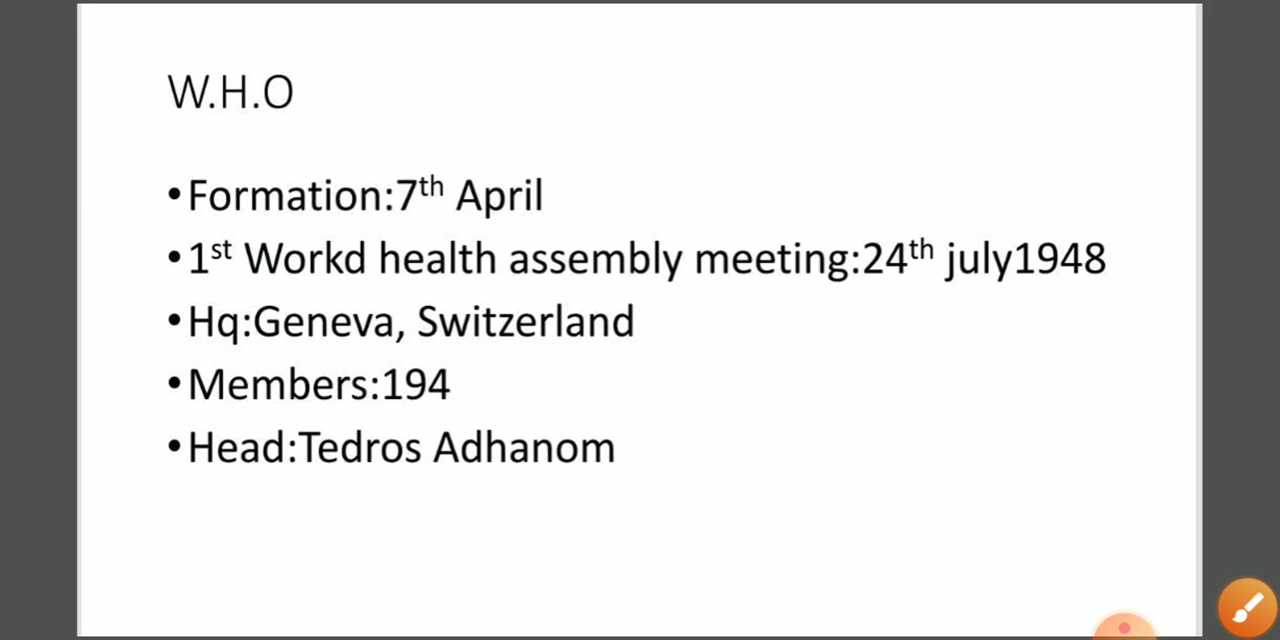 W.H.O
•Formation:7th April
•1st Workd health assembly meeting:24th july1948
•Hq:Geneva, Switzerland
•Members:194
•Head:Tedros Adhanom